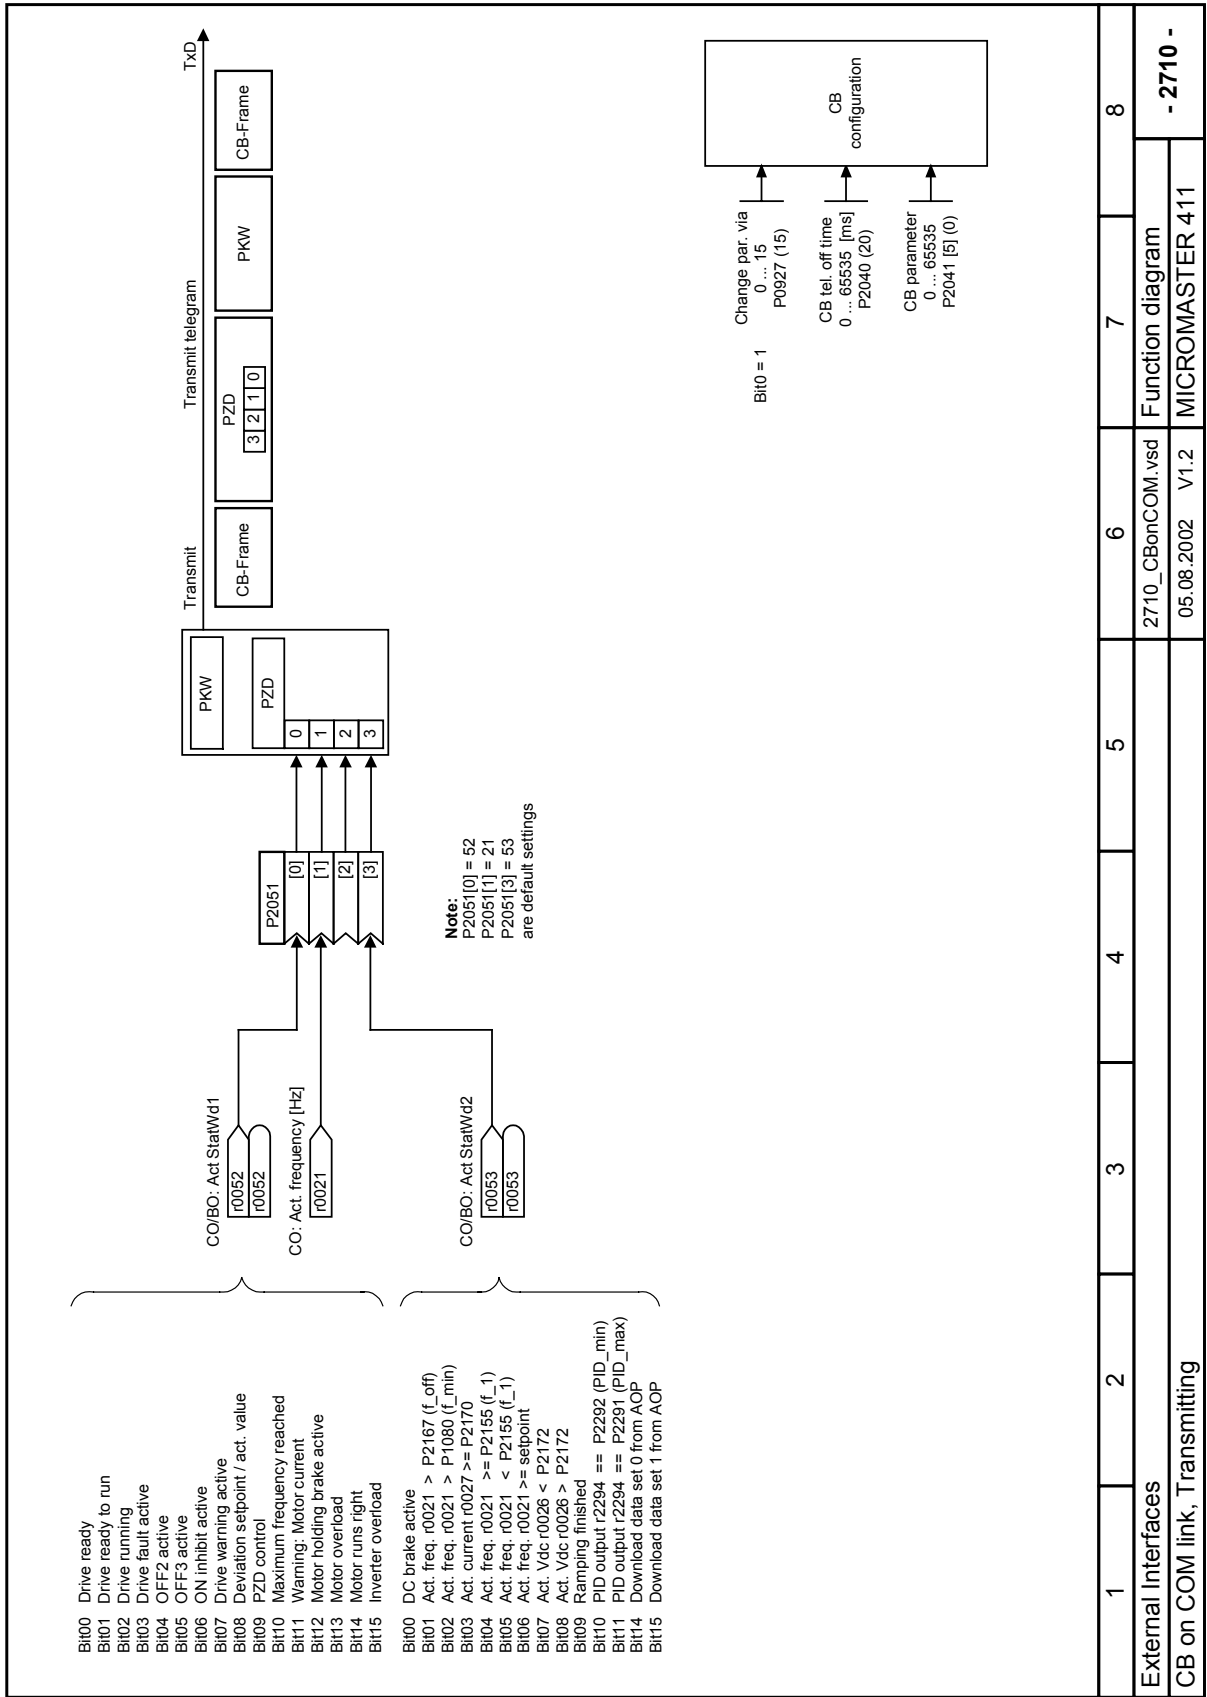 Bit00 Drive ready
Bit01 Drive ready to run
Bit02 Drive running
Bit03 Drive fault active
Bit04 OFF2 active
Bit05 OFF3 active
Bit06 ON inhibit active
Bit07 Drive warning active
Bit08 Deviation setpoint / act. value
Bit09 PZD control
Bit10 Maximum frequency reached
Bit11 Warning: Motor current
Bit12 Motor holding brake active
Bit13 Motor overload
Bit14 Motor runs right
Bit15 Inverter overload
Bit00 DC brake active
Bit01 Act. freq. r0021 > P2167 (f_off)
Bit02 Act. freq. r0021 > P1080 (f_min)
Bit03 Act. current r0027 >= P2170
Bit04 Act. freq. r0021 >= P2155 (f_1)
Bit05 Act. freq. r0021 < P2155 (f_1)
Bit06 Act. freq. r0021 >= setpoint
Bit07 Act. Vdc r0026 < P2172
Bit08 Act. Vdc r0026 > P2172
Bit09 Ramping finished
Bit10 PID output r2294 == P2292 (PID_min)
Bit11 PID output r2294 == P2291 (PID_max)
Bit14 Download data set 0 from AOP
Bit15 Download data set 1 from AOP
CO/BO: Act StatWd1
r0052
r0052
CO: Act. frequency [Hz]
r0021
CO/BO: Act StatWd2
r0053
r0053
P2051
[0]
[1]
[2]
[3]
Note:
P2051[0] = 52
P2051[1] = 21
P2051[3] = 53
are default settings
PKW
PZD
0
1
2
3
Transmit
Transmit telegram
TxD
CB-Frame
PZD
3 2 1 0
PKW
CB-Frame
Bit0 = 1
Change par. via
0 ... 15
P0927 (15)
CB tel. off time
0 ... 65535 [ms]
P2040 (20)
CB parameter
0 ... 65535
P2041 [5] (0)
CB
configuration
1 2 3 4 5 6 7 8
External Interfaces
2710_CBonCOM.vsd
Function diagram
- 2710 -
CB on COM link, Transmitting
05.08.2002 V1.2
MICROMASTER 411